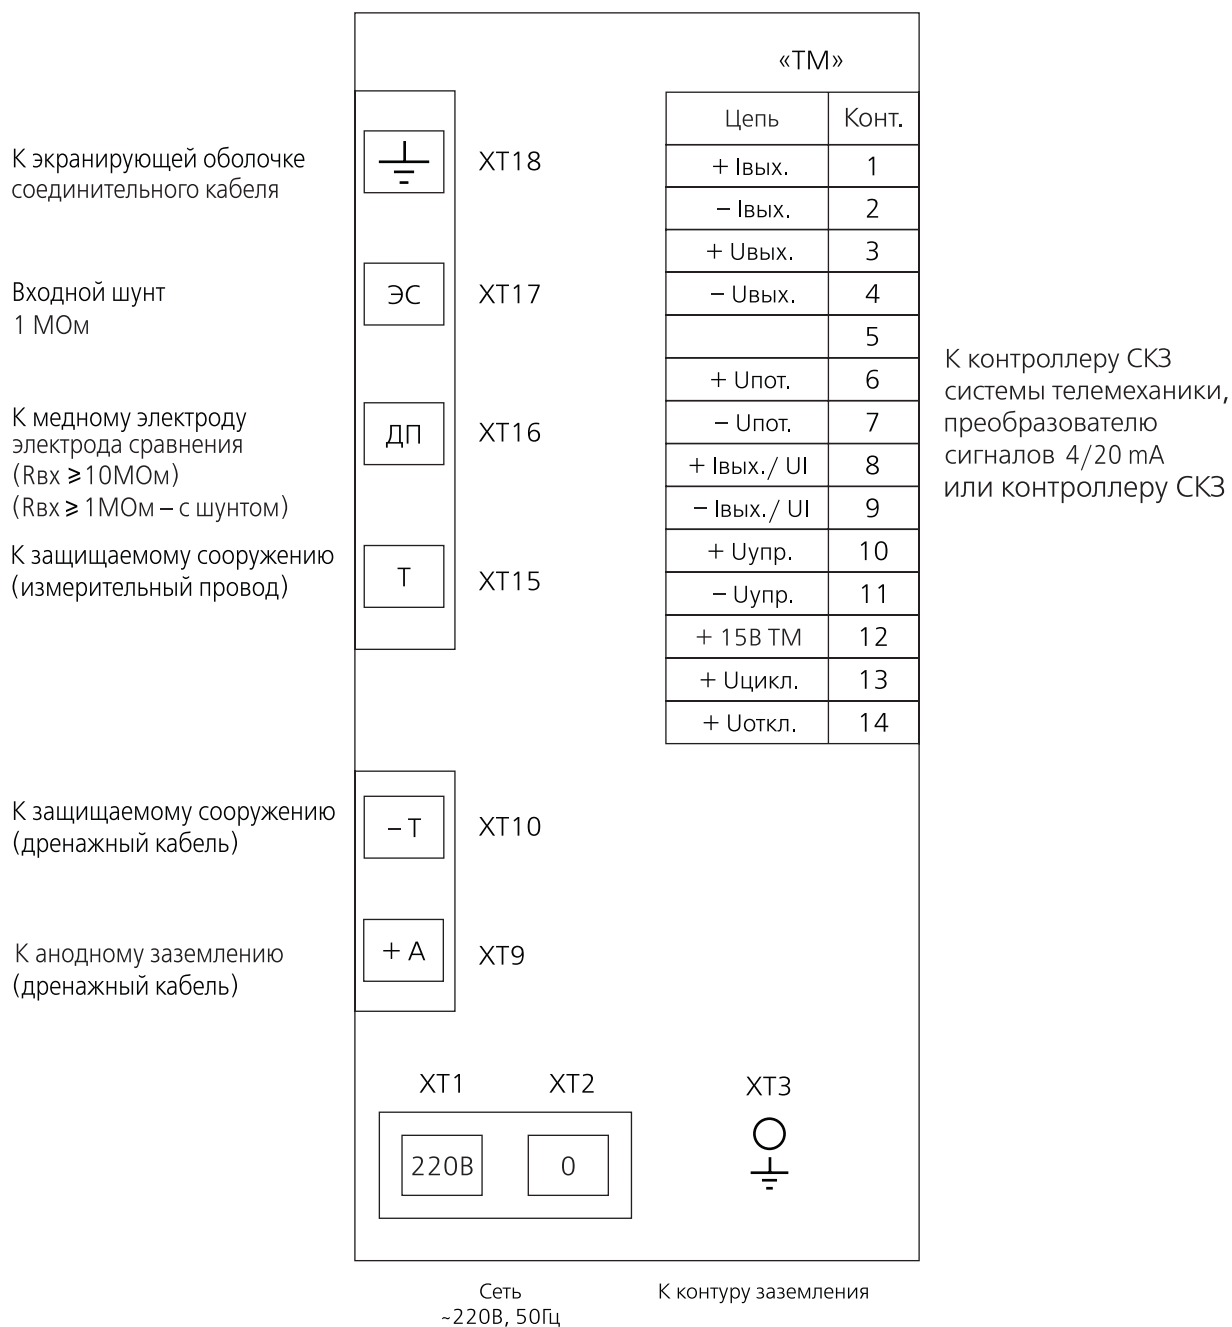 «ТМ»
Цепь Конт.
+ Iвых. 1
– Iвых. 2
+ Uвых. 3
– Uвых. 4
5
+ Uпот. 6
– Uпот. 7
+ Iвых./ UI 8
– Iвых./ UI 9
+ Uупр. 10
– Uупр. 11
+ 15В ТМ 12
+ Uцикл. 13
+ Uоткл. 14
К экранирующей оболочке
соединительного кабеля
XT18
Входной шунт
1 МОм
ЭС XT17
К медному электроду
электрода сравнения
(Rвх ⩾ 10МОм)
(Rвх ⩾ 1МОм – с шунтом)
ДП XT16
К защищаемому сооружению
(измерительный провод)
Т XT15
К контроллеру СКЗ
системы телемеханики,
преобразователю
сигналов 4/20 mA
или контроллеру СКЗ
К защищаемому сооружению
(дренажный кабель)
– Т XT10
К анодному заземлению
(дренажный кабель)
+ А XT9
XT1 XT2 XT3
220В 0
Сеть
~220В, 50Гц
К контуру заземления